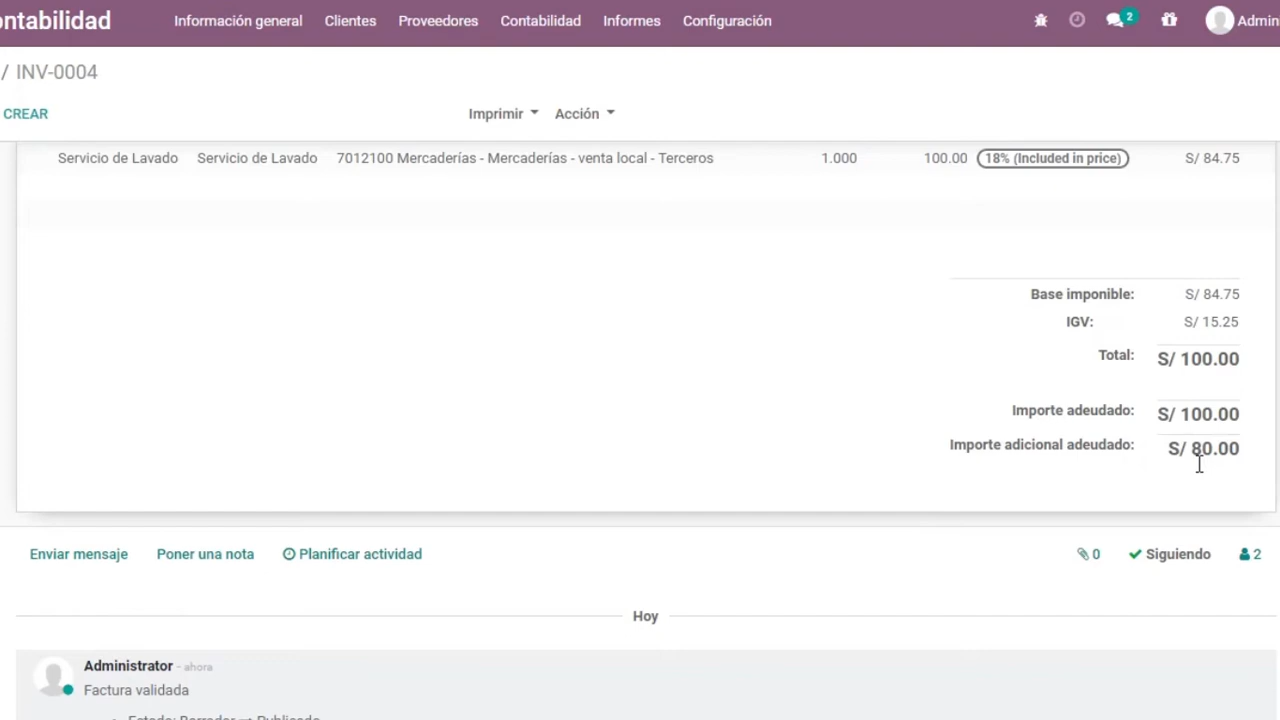 ontabilidad Información general Clientes Proveedores Contabilidad Informes Configuración 2 Admin
/ INV-0004
CREAR Imprimir Acción
Servicio de Lavado Servicio de Lavado 7012100 Mercaderías - Mercaderías - venta local - Terceros 1.000 100.00 18% (Included in price) S/ 84.75
Base imponible: S/ 84.75
IGV: S/ 15.25
Total: S/ 100.00
Importe adeudado: S/ 100.00
Importe adicional adeudado: S/ 80.00
Enviar mensaje Poner una nota Planificar actividad 0 Siguiendo 2
Hoy
Administrator - ahora
Factura validada
Estado: Borrador → Publicado